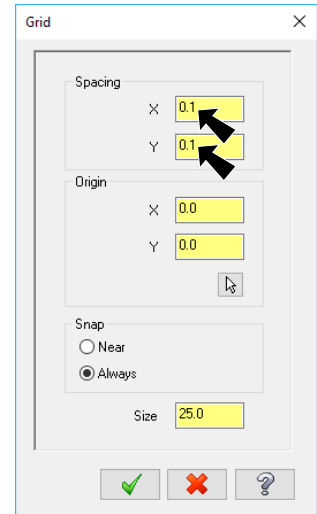 Grid
Spacing
X 0.1
Y 0.1
Origin
X 0.0
Y 0.0
Snap
Near
Always
Size 25.0